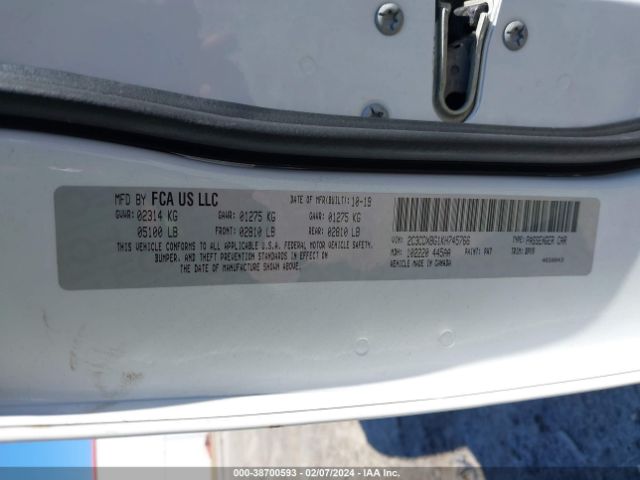 MFD BY FCA US LLC
DATE OF MFR(BUILT): 10-19
GVWR: 02314 KG GAWR 01275 KG GAWR 01275 KG
05100 LB FRONT: 02810 LB REAR: 02810 LB
THIS VEHICLE CONFORMS TO ALL APPLICABLE U.S.A. FEDERAL MOTOR VEHICLE SAFETY,
BUMPER, AND THEFT PREVENTION STANDARDS IN EFFECT ON
THE DATE OF MANUFACTURE SHOWN ABOVE.
VIN: 2C3CDXBG1KH745766 TYPE: PASSENGER CAR
MDH: 102220 445AA PAINT: PW7 TRIM:
VEHICLE MADE IN CANADA
000-38700593 — 02/07/2024 — IAA Inc.